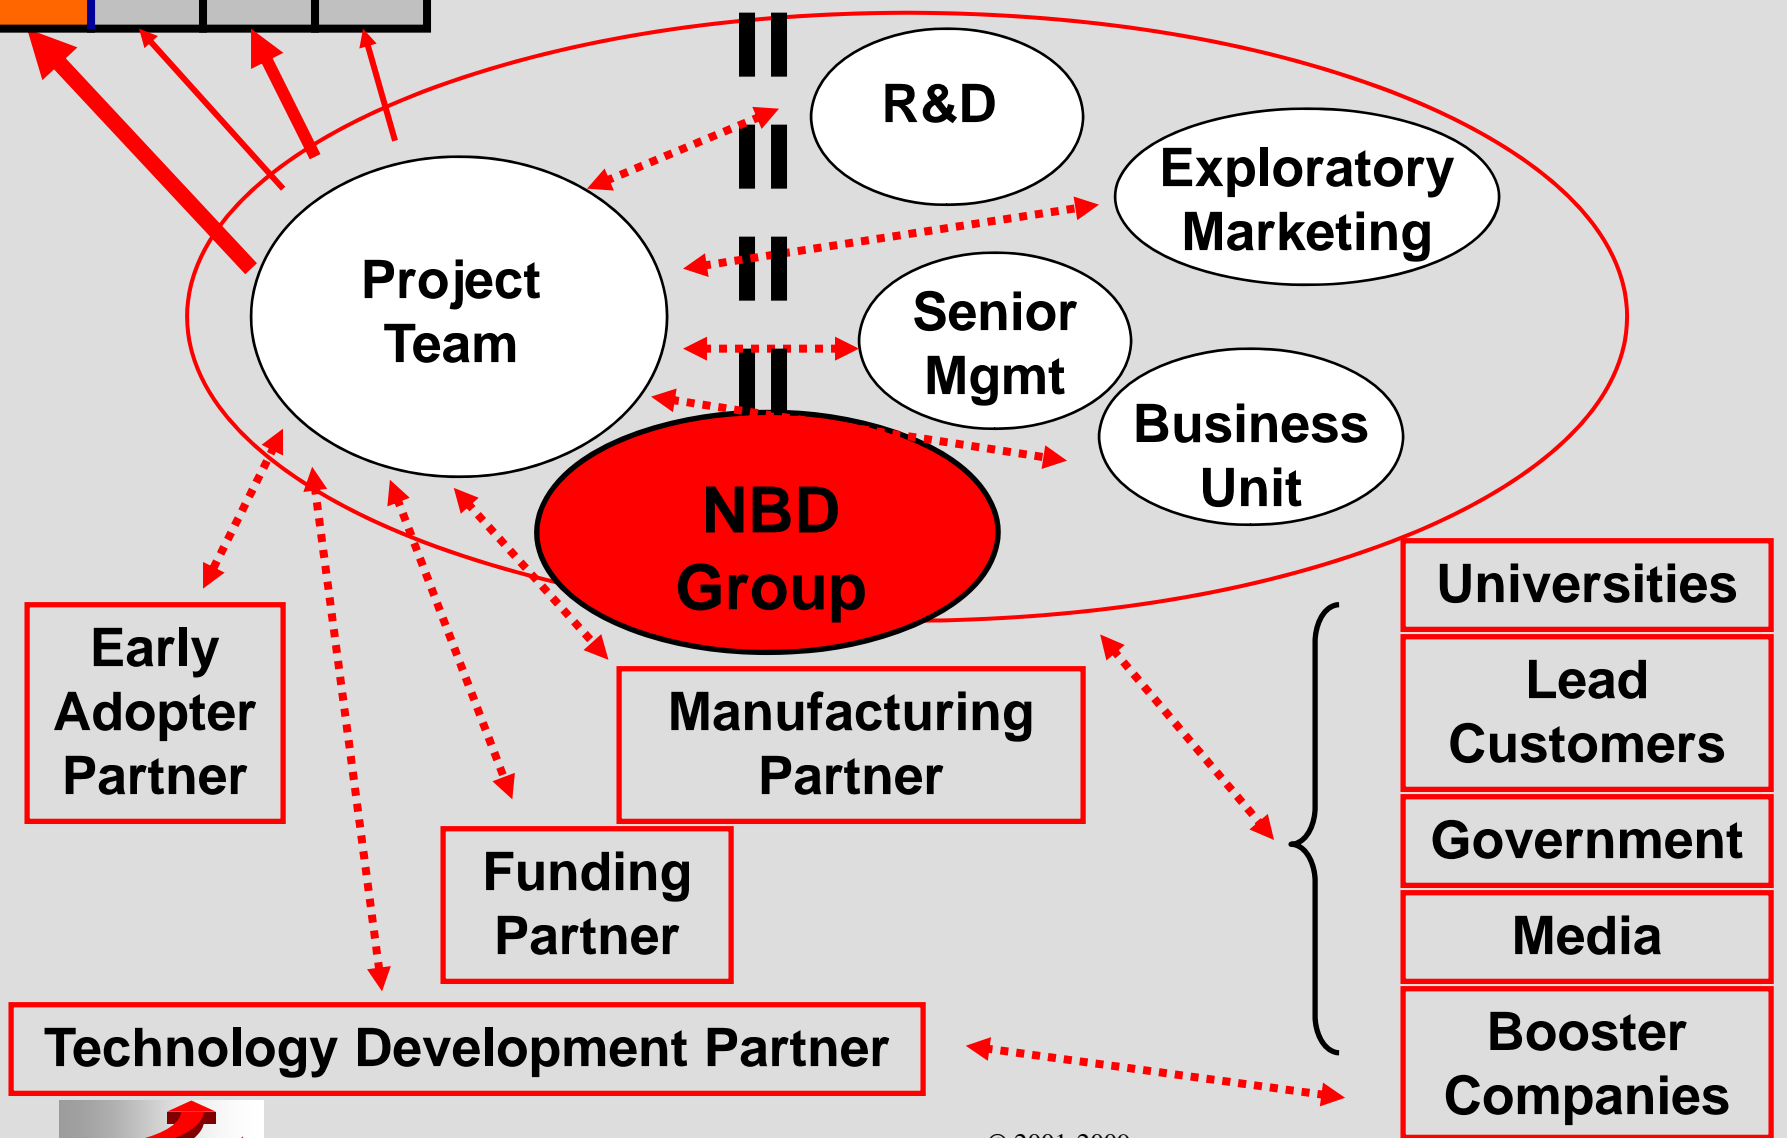 R&D
Exploratory
Marketing
Project
Team
Senior
Mgmt
Business
Unit
NBD
Group
Universities
Early
Adopter
Partner
Lead
Customers
Manufacturing
Partner
Government
Funding
Partner
Media
Technology Development Partner
Booster
Companies